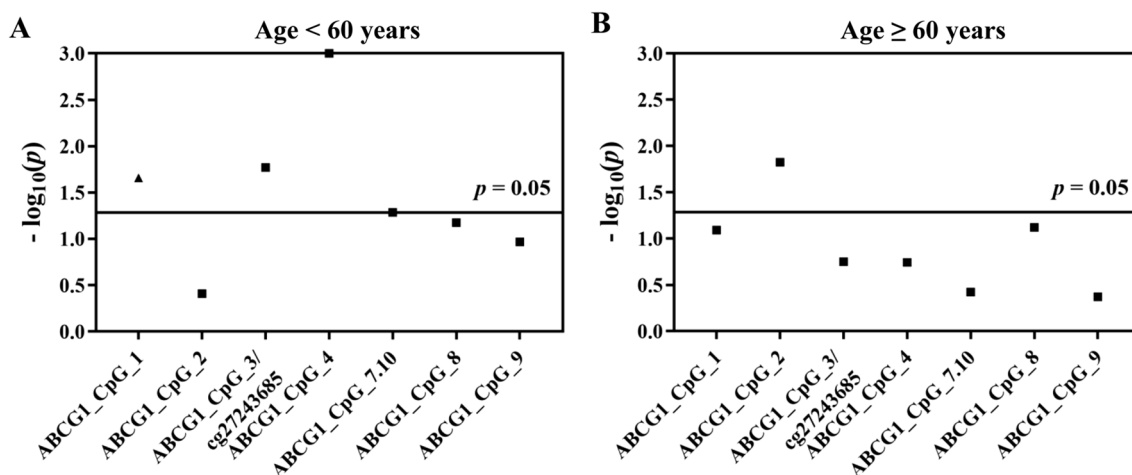 A
Age < 60 years
- log10(p)
3.0
2.5
2.0
1.5
1.0
0.5
0.0
p = 0.05
ABCG1_CpG_1
ABCG1_CpG_2
ABCG1_CpG_3/
cg27243685
ABCG1_CpG_4
ABCG1_CpG_7.10
ABCG1_CpG_8
ABCG1_CpG_9
B
Age ≥ 60 years
- log10(p)
3.0
2.5
2.0
1.5
1.0
0.5
0.0
p = 0.05
ABCG1_CpG_1
ABCG1_CpG_2
ABCG1_CpG_3/
cg27243685
ABCG1_CpG_4
ABCG1_CpG_7.10
ABCG1_CpG_8
ABCG1_CpG_9